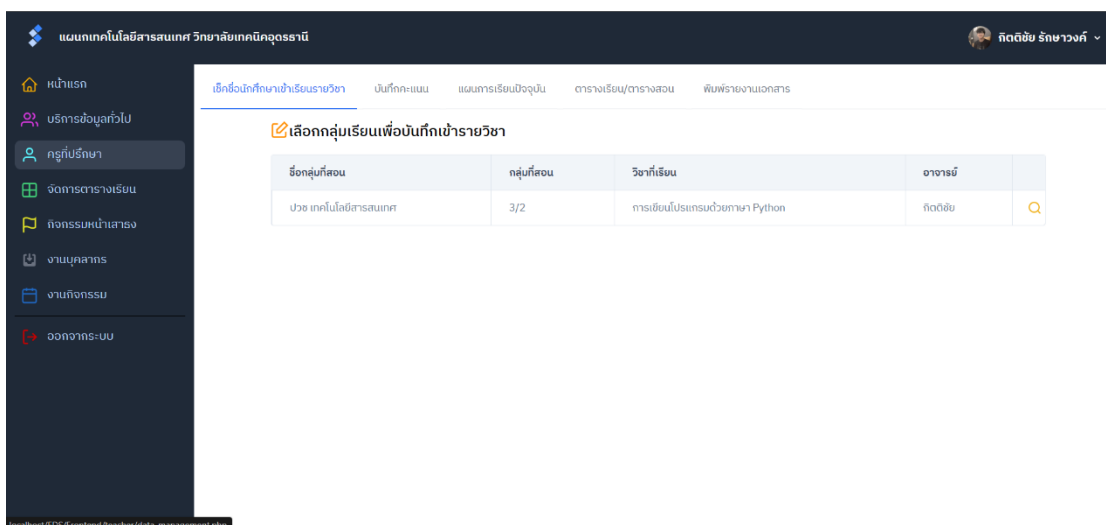 แผนกเทคโนโลยีสารสนเทศ วิทยาลัยเทคนิคอุดรธานี
กิตติชัย รักษาวงค์
หน้าแรก
บริการข้อมูลทั่วไป
ครูที่ปรึกษา
จัดการตารางเรียน
กิจกรรมหน้าเสาธง
งานบุคลากร
งานกิจกรรม
ออกจากระบบ
เช็คชื่อนักศึกษาเข้าเรียนรายวิชา บันทึกคะแนน แผนการเรียนปัจจุบัน ตารางเรียน/ตารางสอน พิมพ์รายงานเอกสาร
เลือกกลุ่มเรียนเพื่อบันทึกเข้ารายวิชา
ชื่อกลุ่มที่สอน กลุ่มที่สอน วิชาที่เรียน อาจารย์
ปวช เทคโนโลยีสารสนเทศ 3/2 การเขียนโปรแกรมด้วยภาษา Python กิตติชัย